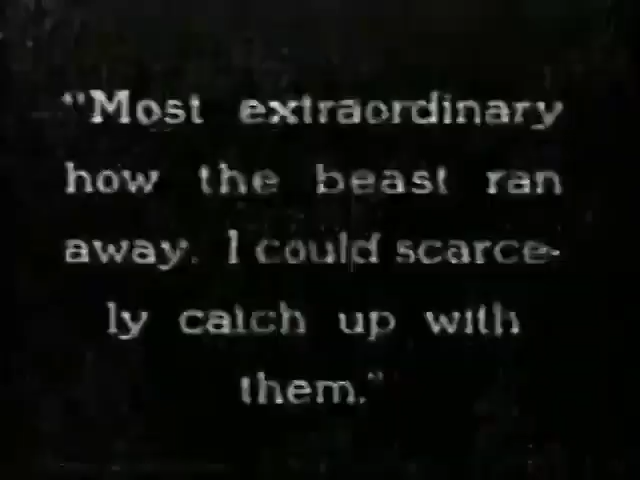 "Most extraordinary
how the beast ran
away. I could scarce-
ly catch up with
them."